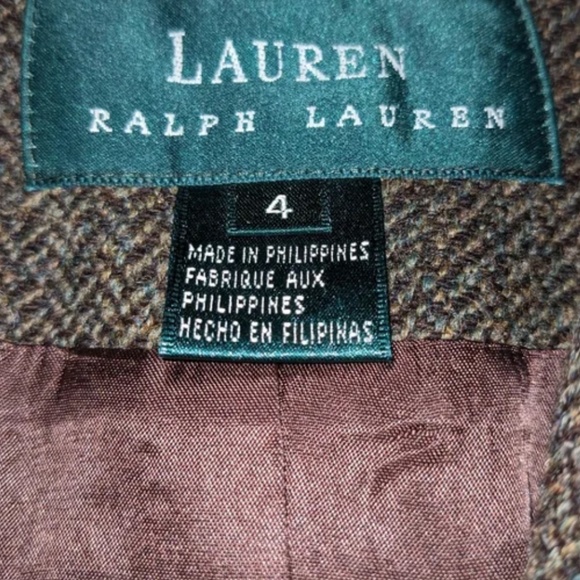 LAUREN
RALPH LAUREN
4
MADE IN PHILIPPINES
FABRIQUE AUX
PHILIPPINES
HECHO EN FILIPINAS